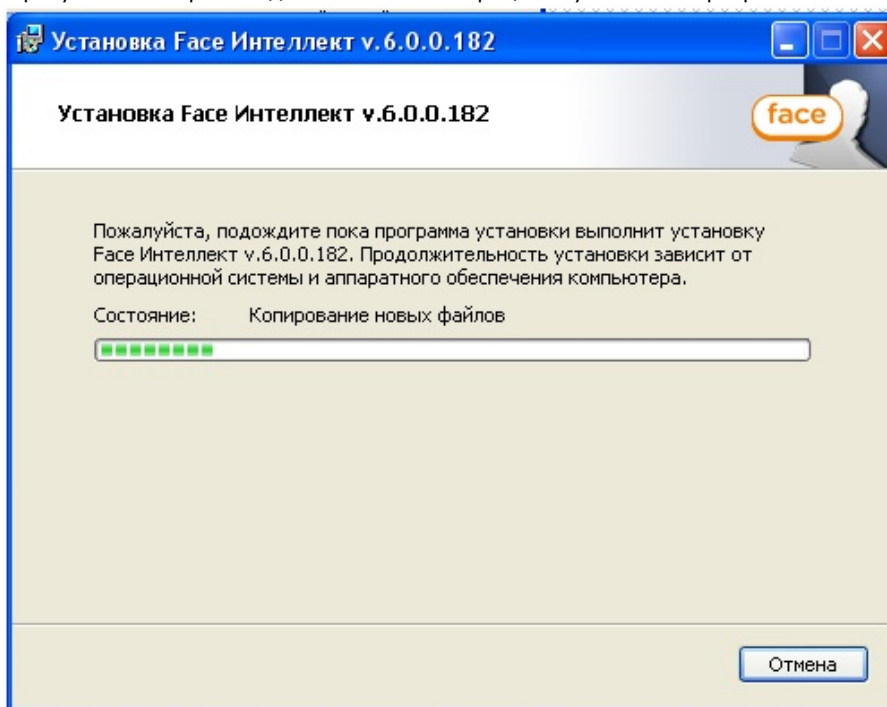 Установка Face Интеллект v.6.0.0.182
Установка Face Интеллект v.6.0.0.182
face
Пожалуйста, подождите пока программа установки выполнит установку
Face Интеллект v.6.0.0.182. Продолжительность установки зависит от
операционной системы и аппаратного обеспечения компьютера.
Состояние: Копирование новых файлов
Отмена